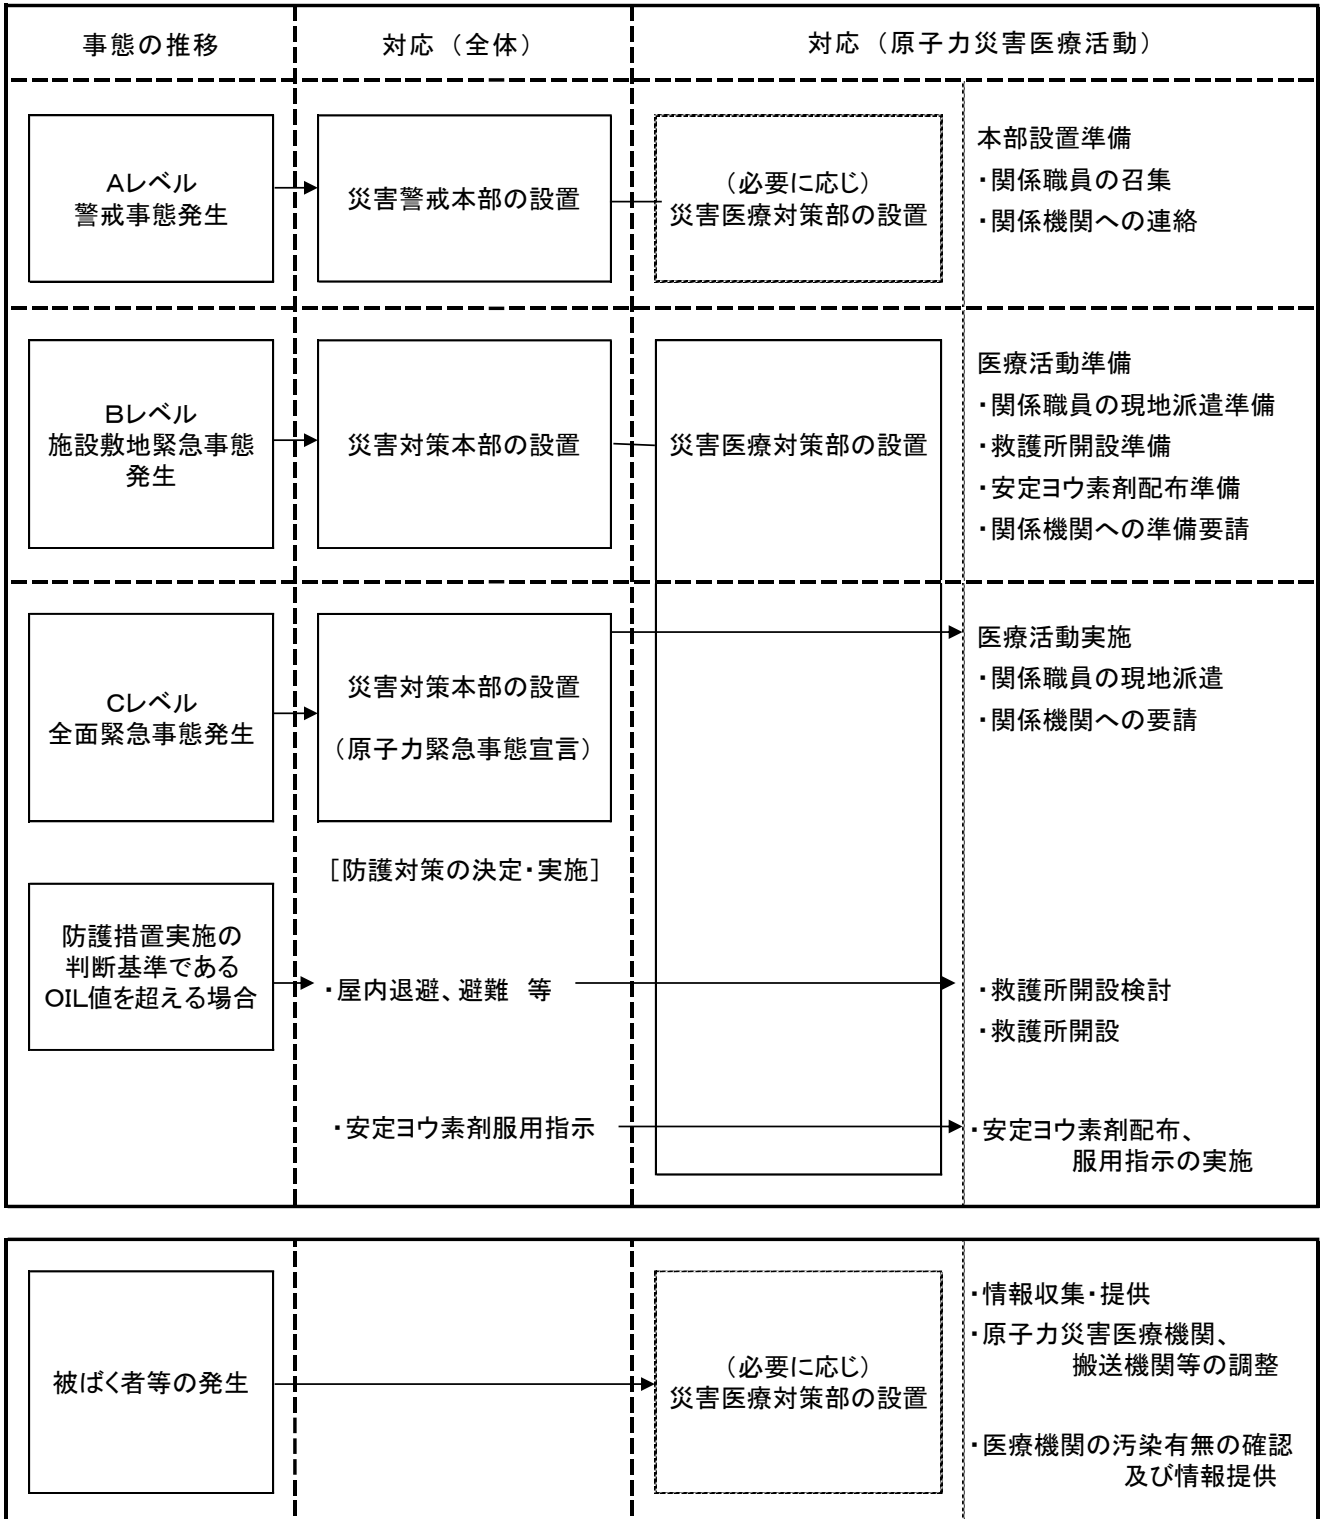 事態の推移
対応（全体）
対応（原子力災害医療活動）
Ａレベル
警戒事態発生
災害警戒本部の設置
（必要に応じ）
災害医療対策部の設置
本部設置準備
・関係職員の召集
・関係機関への連絡
Ｂレベル
施設敷地緊急事態
発生
災害対策本部の設置
災害医療対策部の設置
医療活動準備
・関係職員の現地派遣準備
・救護所開設準備
・安定ヨウ素剤配布準備
・関係機関への準備要請
Ｃレベル
全面緊急事態発生
災害対策本部の設置
（原子力緊急事態宣言）
医療活動実施
・関係職員の現地派遣
・関係機関への要請
［防護対策の決定・実施］
防護措置実施の
判断基準である
OIL値を超える場合
・屋内退避、避難　等
・救護所開設検討
・救護所開設
・安定ヨウ素剤服用指示
・安定ヨウ素剤配布、
服用指示の実施
被ばく者等の発生
（必要に応じ）
災害医療対策部の設置
・情報収集・提供
・原子力災害医療機関、
搬送機関等の調整
・医療機関の汚染有無の確認
及び情報提供